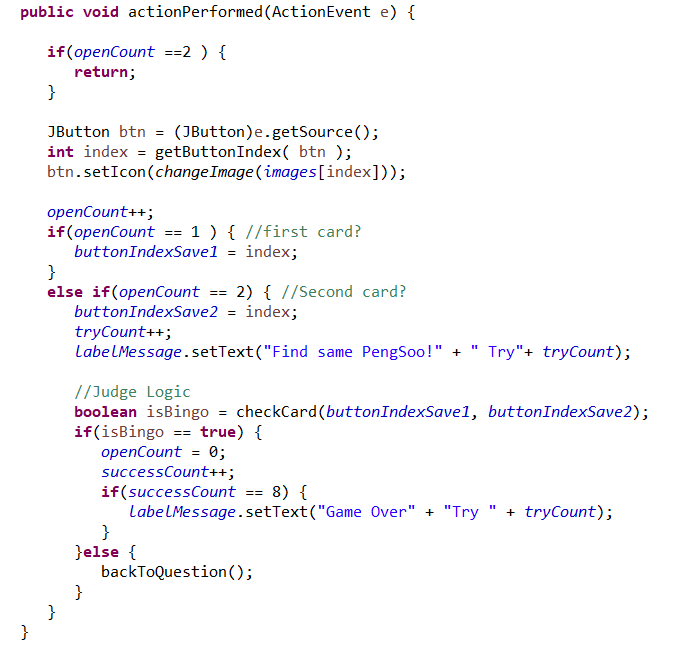 public void actionPerformed(ActionEvent e) {
if(openCount ==2 ) {
return;
}
JButton btn = (JButton)e.getSource();
int index = getButtonIndex( btn );
btn.setIcon(changeImage(images[index]));
openCount++;
if(openCount == 1 ) { //first card?
buttonIndexSave1 = index;
}
else if(openCount == 2) { //Second card?
buttonIndexSave2 = index;
tryCount++;
labelMessage.setText("Find same PengSoo!" + " Try"+ tryCount);
//Judge Logic
boolean isBingo = checkCard(buttonIndexSave1, buttonIndexSave2);
if(isBingo == true) {
openCount = 0;
successCount++;
if(successCount == 8) {
labelMessage.setText("Game Over" + "Try " + tryCount);
}
}else {
backToQuestion();
}
}
}